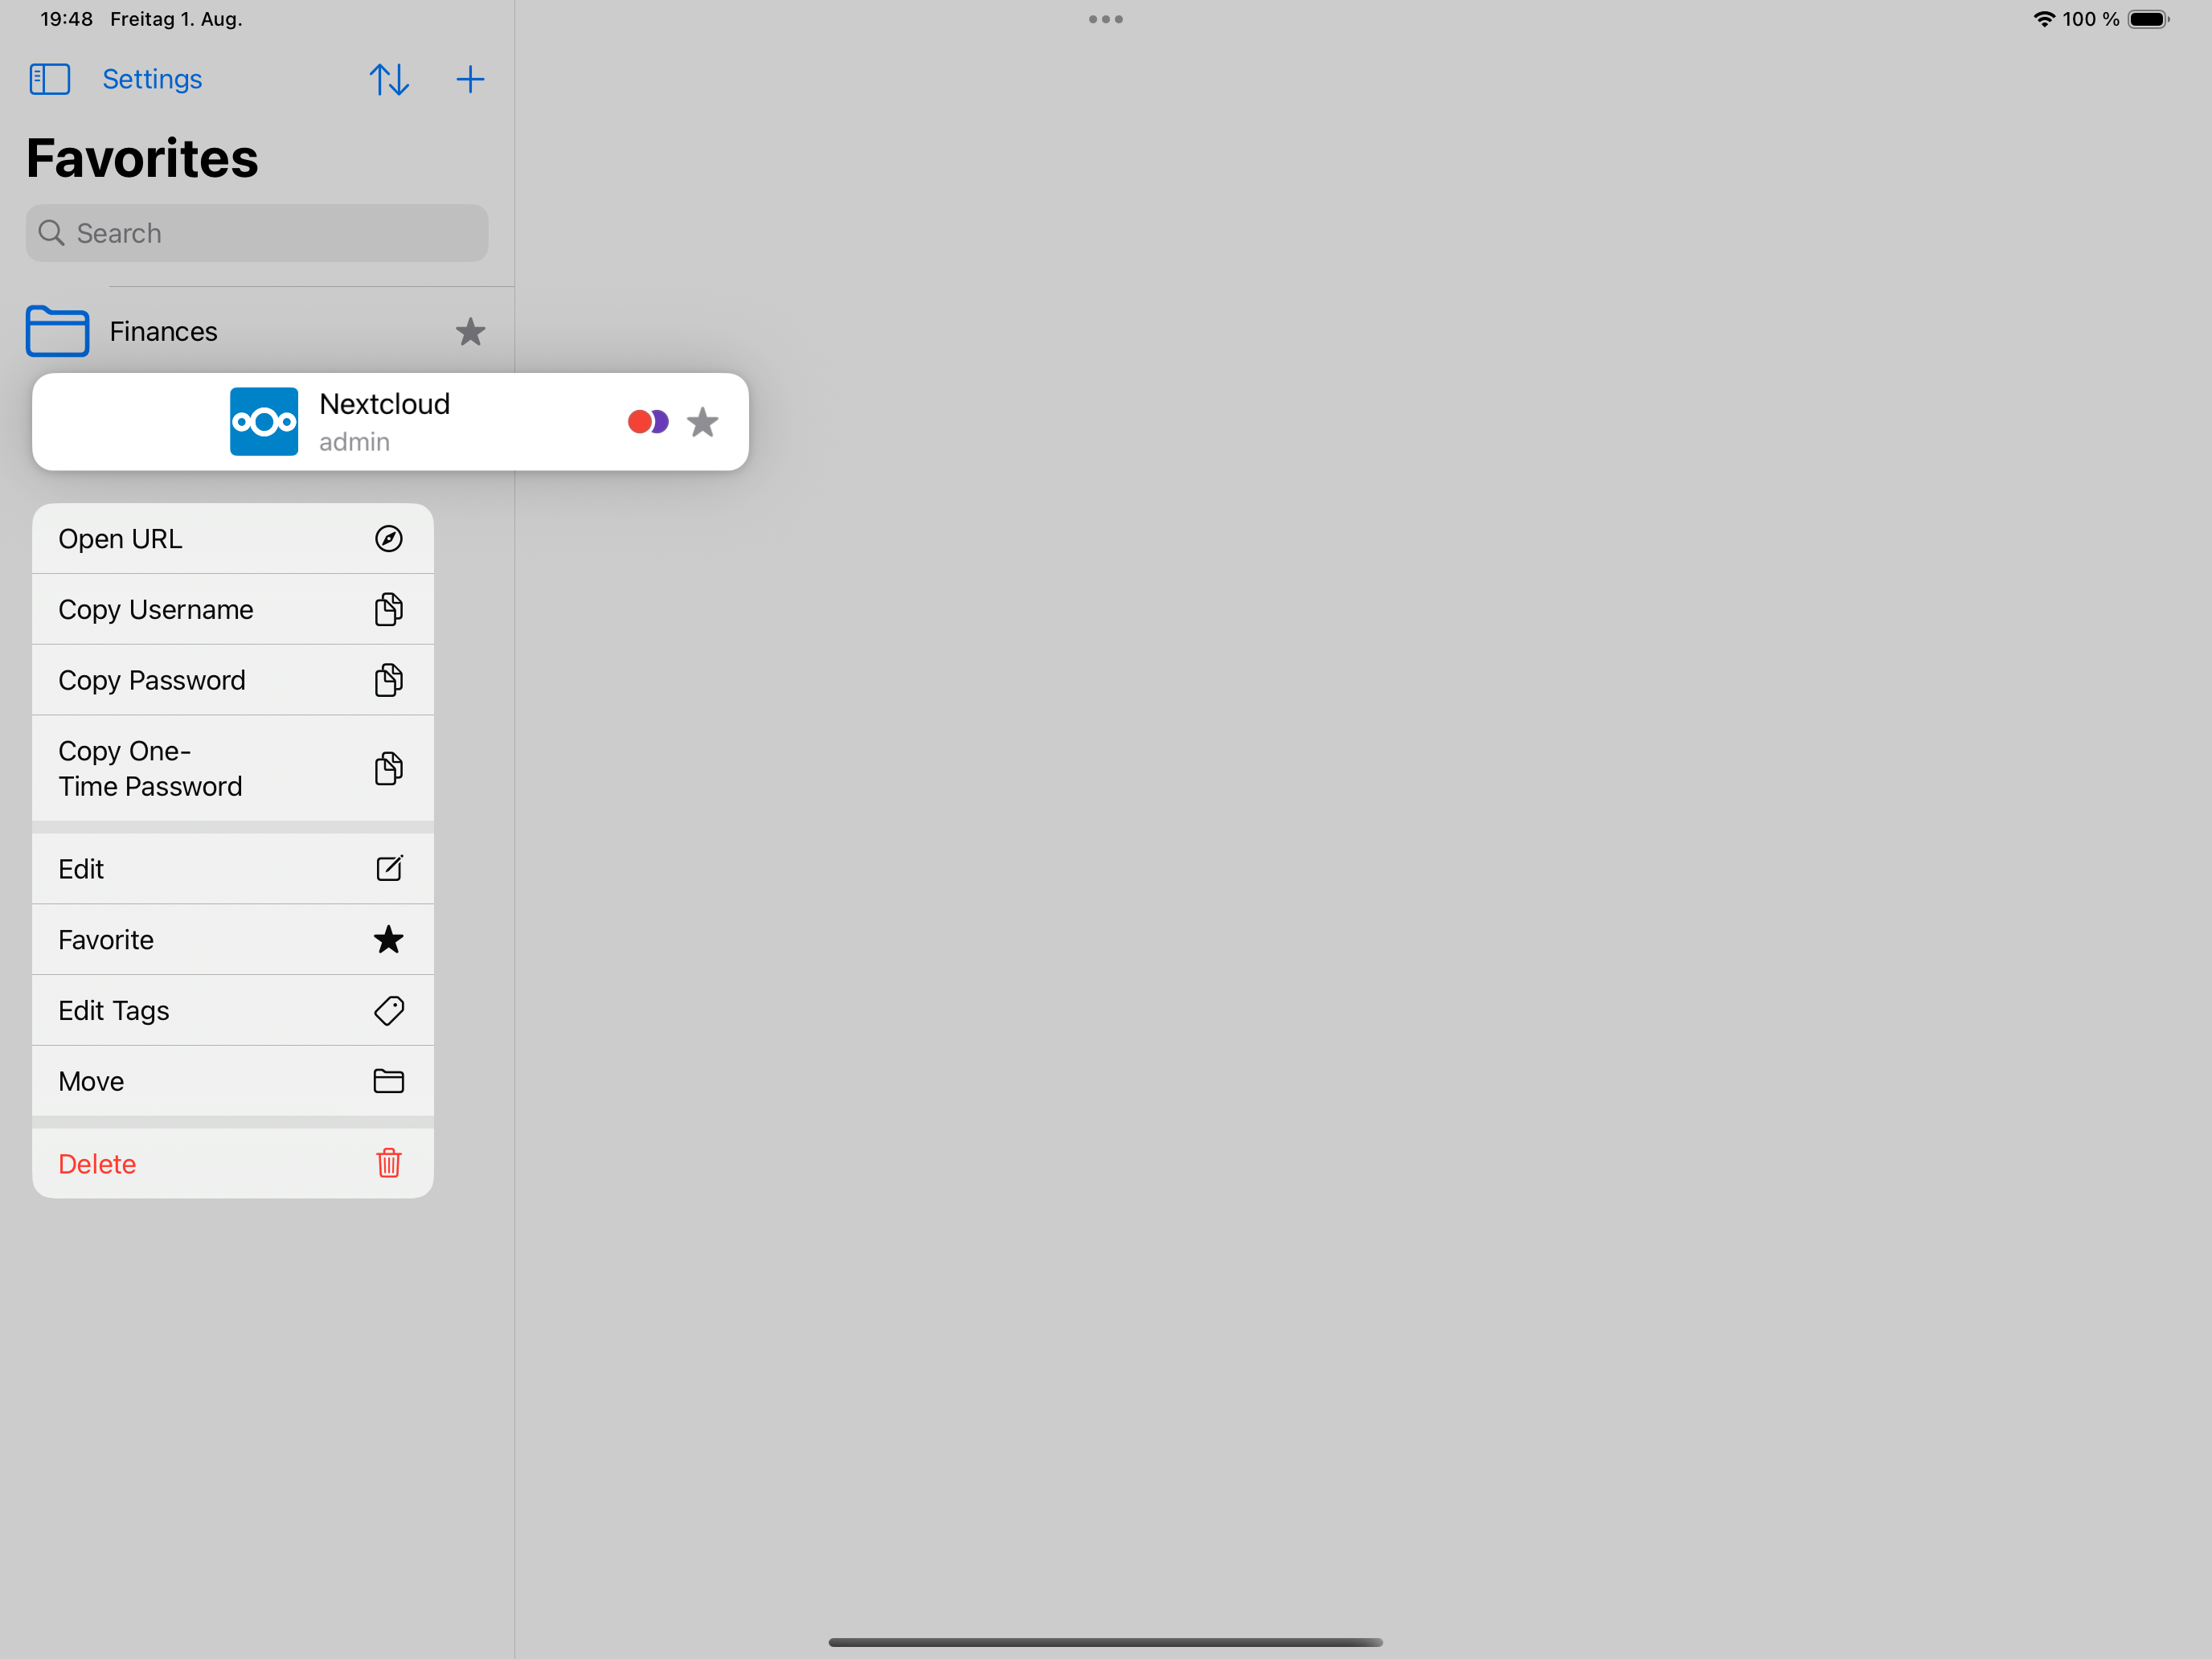 19:48 Freitag 1. Aug.
100 %
Settings
Favorites
Search
Finances
Nextcloud
admin
Open URL
Copy Username
Copy Password
Copy One-
Time Password
Edit
Favorite
Edit Tags
Move
Delete